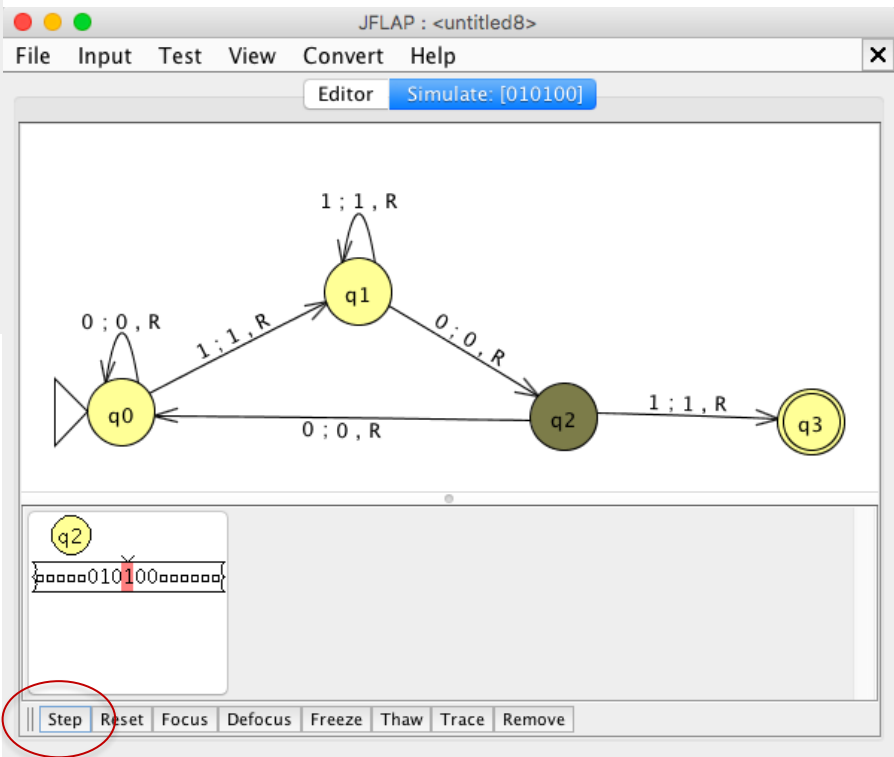 JFLAP : <untitled8>
File Input Test View Convert Help
Editor Simulate: [010100]
1 ; 1 , R
0 ; 0 , R
1 ; 1 , R
0 ; 0 , R
q1
q0
0 ; 0 , R
q2
1 ; 1 , R
q3
q2
□□□□□010100□□□□□□
Step Reset Focus Defocus Freeze Thaw Trace Remove